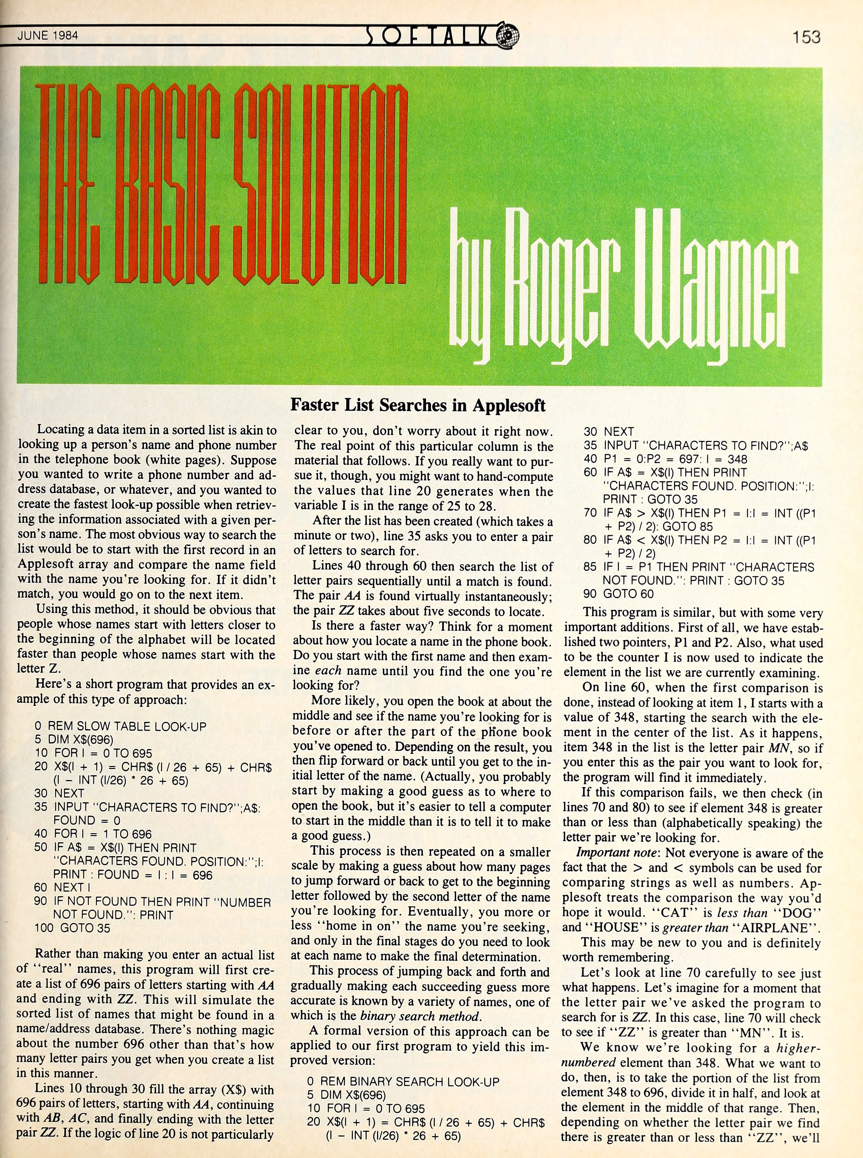 JUNE 1984
SOFTALK
153
THE BASIC SOLUTION
by Roger Wagner
Faster List Searches in Applesoft
Locating a data item in a sorted list is akin to
looking up a person's name and phone number
in the telephone book (white pages). Suppose
you wanted to write a phone number and ad-
dress database, or whatever, and you wanted to
create the fastest look-up possible when retriev-
ing the information associated with a given per-
son's name. The most obvious way to search the
list would be to start with the first record in an
Applesoft array and compare the name field
with the name you're looking for. If it didn't
match, you would go on to the next item.
Using this method, it should be obvious that
people whose names start with letters closer to
the beginning of the alphabet will be located
faster than people whose names start with the
letter Z.
Here's a short program that provides an ex-
ample of this type of approach:
0 REM SLOW TABLE LOOK-UP
5 DIM X$(696)
10 FOR I = 0 TO 695
20 X$(I + 1) = CHR$ (I / 26 + 65) + CHR$
(I − INT (I/26) * 26 + 65)
30 NEXT
35 INPUT "CHARACTERS TO FIND?";A$:
FOUND = 0
40 FOR I = 1 TO 696
50 IF A$ = X$(I) THEN PRINT
"CHARACTERS FOUND. POSITION:";I:
PRINT : FOUND = I : I = 696
60 NEXT I
90 IF NOT FOUND THEN PRINT "NUMBER
NOT FOUND.": PRINT
100 GOTO 35
Rather than making you enter an actual list
of "real" names, this program will first cre-
ate a list of 696 pairs of letters starting with AA
and ending with ZZ. This will simulate the
sorted list of names that might be found in a
name/address database. There's nothing magic
about the number 696 other than that's how
many letter pairs you get when you create a list
in this manner.
Lines 10 through 30 fill the array (X$) with
696 pairs of letters, starting with AA, continuing
with AB, AC, and finally ending with the letter
pair ZZ. If the logic of line 20 is not particularly
clear to you, don't worry about it right now.
The real point of this particular column is the
material that follows. If you really want to pur-
sue it, though, you might want to hand-compute
the values that line 20 generates when the
variable I is in the range of 25 to 28.
After the list has been created (which takes a
minute or two), line 35 asks you to enter a pair
of letters to search for.
Lines 40 through 60 then search the list of
letter pairs sequentially until a match is found.
The pair AA is found virtually instantaneously;
the pair ZZ takes about five seconds to locate.
Is there a faster way? Think for a moment
about how you locate a name in the phone book.
Do you start with the first name and then exam-
ine each name until you find the one you're
looking for?
More likely, you open the book at about the
middle and see if the name you're looking for is
before or after the part of the phone book
you've opened to. Depending on the result, you
then flip forward or back until you get to the in-
itial letter of the name. (Actually, you probably
start by making a good guess as to where to
open the book, but it's easier to tell a computer
to start in the middle than it is to tell it to make
a good guess.)
This process is then repeated on a smaller
scale by making a guess about how many pages
to jump forward or back to get to the beginning
letter followed by the second letter of the name
you're looking for. Eventually, you more or
less "home in on" the name you're seeking,
and only in the final stages do you need to look
at each name to make the final determination.
This process of jumping back and forth and
gradually making each succeeding guess more
accurate is known by a variety of names, one of
which is the binary search method.
A formal version of this approach can be
applied to our first program to yield this im-
proved version:
0 REM BINARY SEARCH LOOK-UP
5 DIM X$(696)
10 FOR I = 0 TO 695
20 X$(I + 1) = CHR$ (I / 26 + 65) + CHR$
(I − INT (I/26) * 26 + 65)
30 NEXT
35 INPUT "CHARACTERS TO FIND?";A$
40 P1 = 0:P2 = 697: I = 348
60 IF A$ = X$(I) THEN PRINT
"CHARACTERS FOUND. POSITION:";I:
PRINT : GOTO 35
70 IF A$ > X$(I) THEN P1 = I:I = INT ((P1
+ P2) / 2): GOTO 85
80 IF A$ < X$(I) THEN P2 = I:I = INT ((P1
+ P2) / 2)
85 IF I = P1 THEN PRINT "CHARACTERS
NOT FOUND.": PRINT : GOTO 35
90 GOTO 60
This program is similar, but with some very
important additions. First of all, we have estab-
lished two pointers, P1 and P2. Also, what used
to be the counter I is now used to indicate the
element in the list we are currently examining.
On line 60, when the first comparison is
done, instead of looking at item 1, I starts with a
value of 348, starting the search with the ele-
ment in the center of the list. As it happens,
item 348 in the list is the letter pair MN, so if
you enter this as the pair you want to look for,
the program will find it immediately.
If this comparison fails, we then check (in
lines 70 and 80) to see if element 348 is greater
than or less than (alphabetically speaking) the
letter pair we're looking for.
Important note: Not everyone is aware of the
fact that the > and < symbols can be used for
comparing strings as well as numbers. Ap-
plesoft treats the comparison the way you'd
hope it would. "CAT" is less than "DOG"
and "HOUSE" is greater than "AIRPLANE".
This may be new to you and is definitely
worth remembering.
Let's look at line 70 carefully to see just
what happens. Let's imagine for a moment that
the letter pair we've asked the program to
search for is ZZ. In this case, line 70 will check
to see if "ZZ" is greater than "MN". It is.
We know we're looking for a higher-
numbered element than 348. What we want to
do, then, is to take the portion of the list from
element 348 to 696, divide it in half, and look at
the element in the middle of that range. Then,
depending on whether the letter pair we find
there is greater than or less than "ZZ", we'll